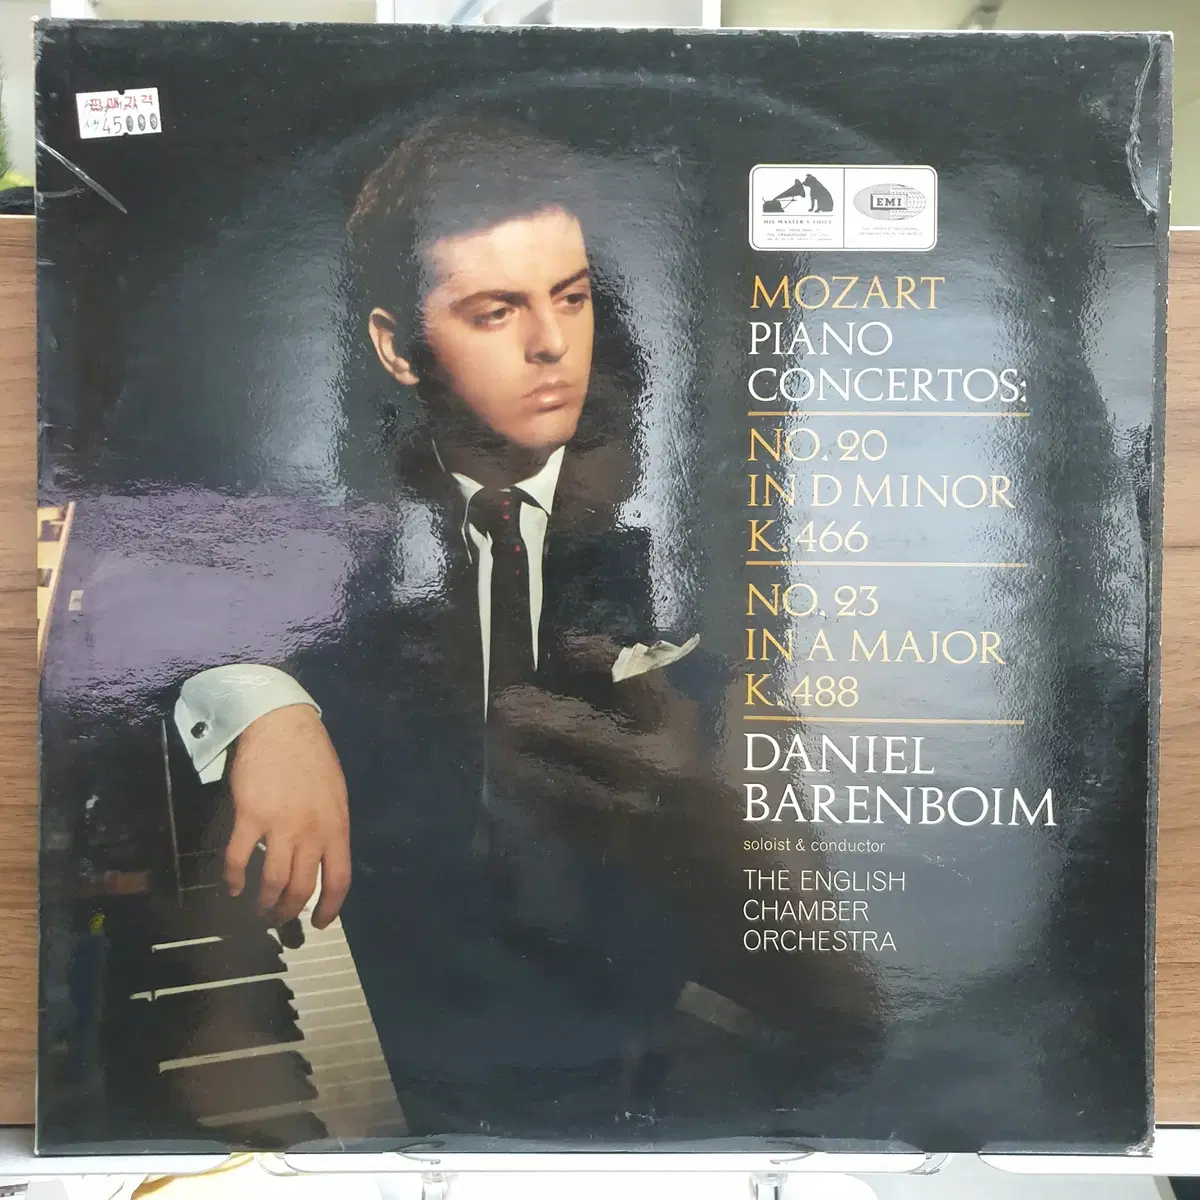 45000
HIS MASTER'S VOICE
EMI
MOZART
PIANO
CONCERTOS:
NO. 20
IN D MINOR
K. 466
NO. 23
IN A MAJOR
K. 488
DANIEL
BARENBOIM
soloist & conductor
THE ENGLISH
CHAMBER
ORCHESTRA